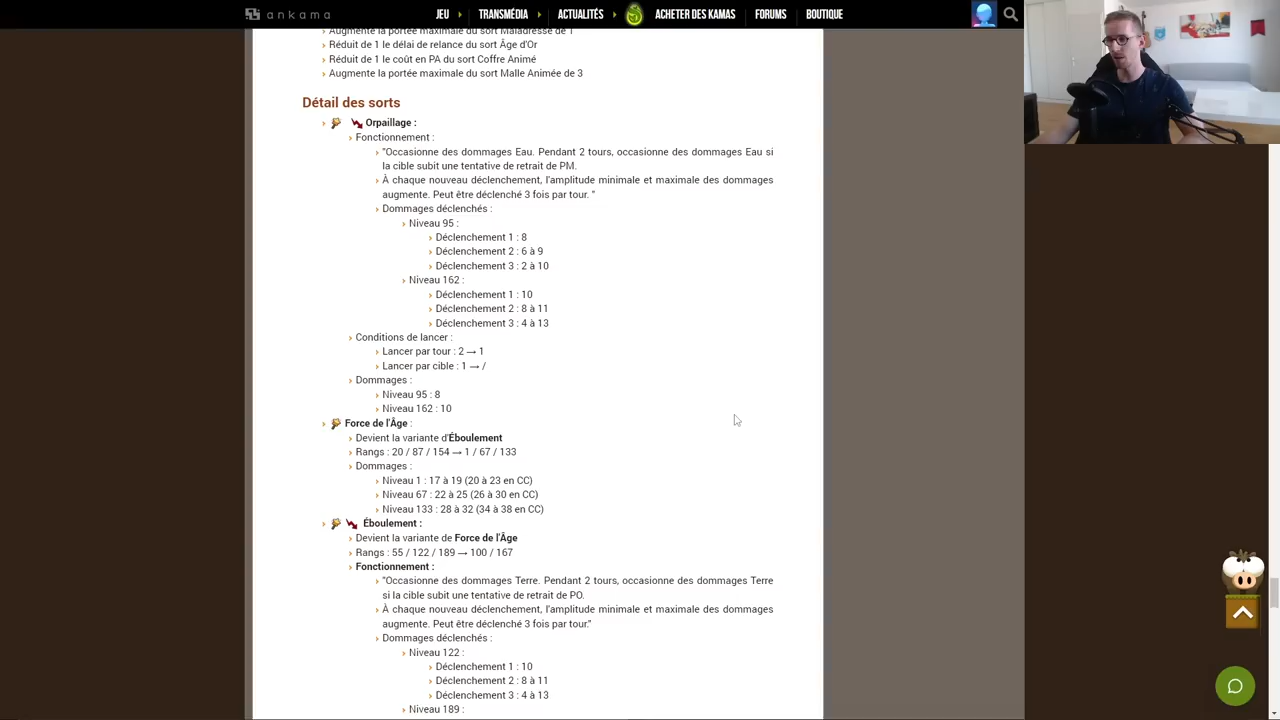 ankama
JEU
TRANSMÉDIA
ACTUALITÉS
ACHETER DES KAMAS
FORUMS
BOUTIQUE
Augmente la portée maximale du sort Maladresse de 1
Réduit de 1 le délai de relance du sort Âge d'Or
Réduit de 1 le coût en PA du sort Coffre Animé
Augmente la portée maximale du sort Malle Animée de 3
Détail des sorts
Orpaillage :
Fonctionnement :
"Occasionne des dommages Eau. Pendant 2 tours, occasionne des dommages Eau si
la cible subit une tentative de retrait de PM.
À chaque nouveau déclenchement, l'amplitude minimale et maximale des dommages
augmente. Peut être déclenché 3 fois par tour. "
Dommages déclenchés :
Niveau 95 :
Déclenchement 1 : 8
Déclenchement 2 : 6 à 9
Déclenchement 3 : 2 à 10
Niveau 162 :
Déclenchement 1 : 10
Déclenchement 2 : 8 à 11
Déclenchement 3 : 4 à 13
Conditions de lancer :
Lancer par tour : 2 → 1
Lancer par cible : 1 → /
Dommages :
Niveau 95 : 8
Niveau 162 : 10
Force de l'Âge :
Devient la variante d'Éboulement
Rangs : 20 / 87 / 154 → 1 / 67 / 133
Dommages :
Niveau 1 : 17 à 19 (20 à 23 en CC)
Niveau 67 : 22 à 25 (26 à 30 en CC)
Niveau 133 : 28 à 32 (34 à 38 en CC)
Éboulement :
Devient la variante de Force de l'Âge
Rangs : 55 / 122 / 189 → 100 / 167
Fonctionnement :
"Occasionne des dommages Terre. Pendant 2 tours, occasionne des dommages Terre
si la cible subit une tentative de retrait de PO.
À chaque nouveau déclenchement, l'amplitude minimale et maximale des dommages
augmente. Peut être déclenché 3 fois par tour."
Dommages déclenchés :
Niveau 122 :
Déclenchement 1 : 10
Déclenchement 2 : 8 à 11
Déclenchement 3 : 4 à 13
Niveau 189 :